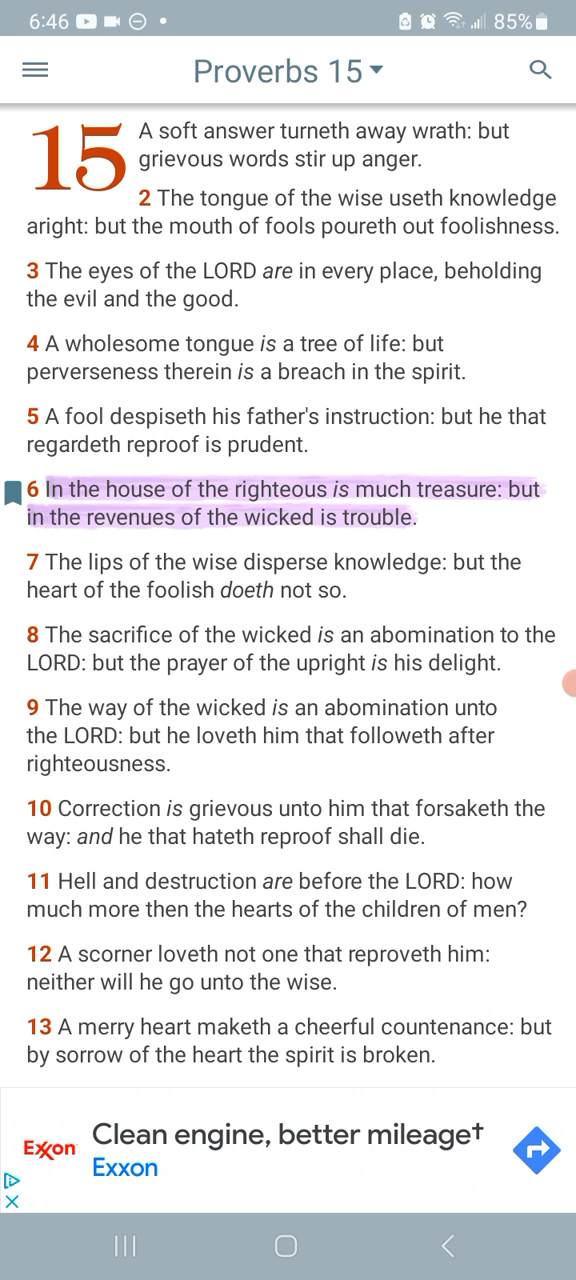 6:46 85%
Proverbs 15
15 A soft answer turneth away wrath: but
grievous words stir up anger.
2 The tongue of the wise useth knowledge
aright: but the mouth of fools poureth out foolishness.
3 The eyes of the LORD are in every place, beholding
the evil and the good.
4 A wholesome tongue is a tree of life: but
perverseness therein is a breach in the spirit.
5 A fool despiseth his father's instruction: but he that
regardeth reproof is prudent.
6 In the house of the righteous is much treasure: but
in the revenues of the wicked is trouble.
7 The lips of the wise disperse knowledge: but the
heart of the foolish doeth not so.
8 The sacrifice of the wicked is an abomination to the
LORD: but the prayer of the upright is his delight.
9 The way of the wicked is an abomination unto
the LORD: but he loveth him that followeth after
righteousness.
10 Correction is grievous unto him that forsaketh the
way: and he that hateth reproof shall die.
11 Hell and destruction are before the LORD: how
much more then the hearts of the children of men?
12 A scorner loveth not one that reproveth him:
neither will he go unto the wise.
13 A merry heart maketh a cheerful countenance: but
by sorrow of the heart the spirit is broken.
Exxon
Clean engine, better mileage†
Exxon